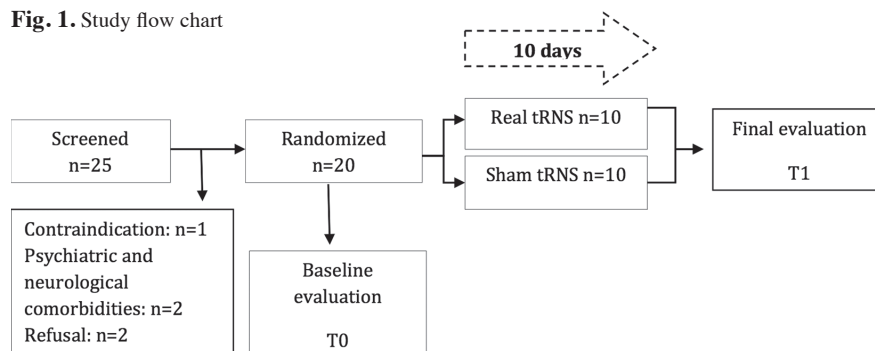 Fig. 1. Study flow chart
10 days
Screened
n=25
Randomized
n=20
Real tRNS n=10
Sham tRNS n=10
Final evaluation
T1
Contraindication: n=1
Psychiatric and
neurological
comorbidities: n=2
Refusal: n=2
Baseline
evaluation
T0